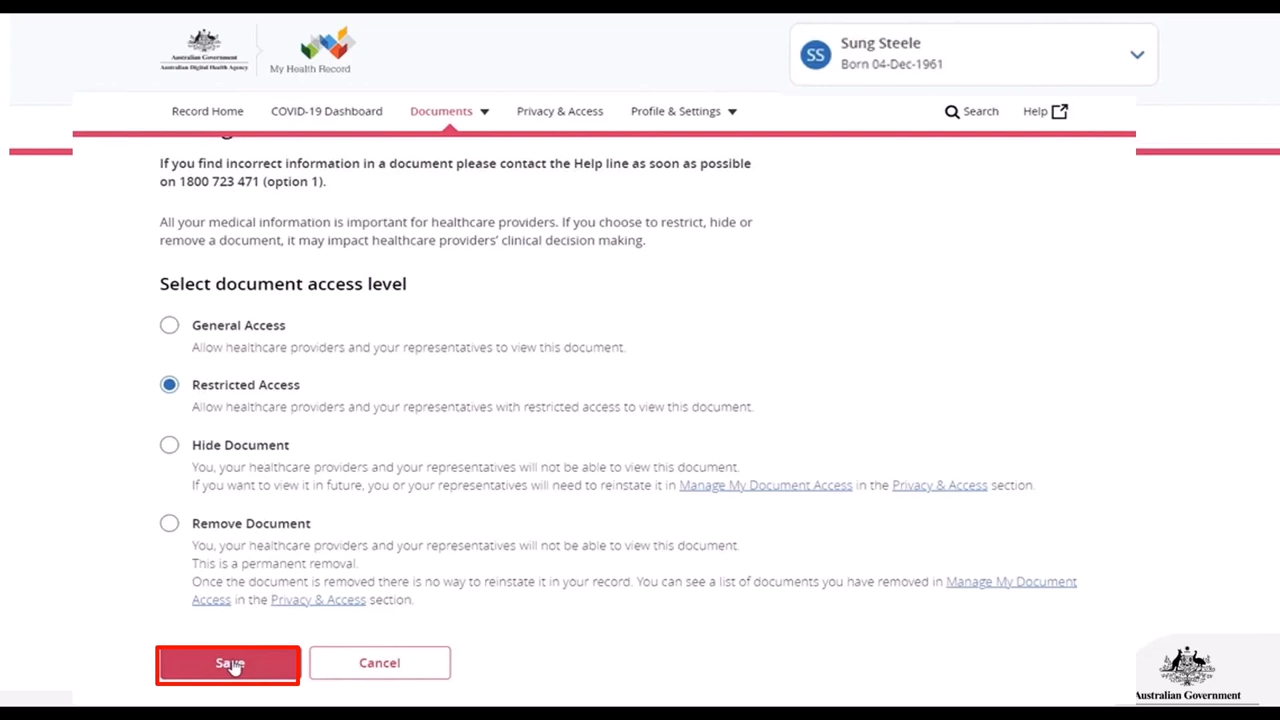 Australian Government
Australian Digital Health Agency
My Health Record
SS
Sung Steele
Born 04-Dec-1961
Record Home
COVID-19 Dashboard
Documents
Privacy & Access
Profile & Settings
Search
Help
If you find incorrect information in a document please contact the Help line as soon as possible
on 1800 723 471 (option 1).
All your medical information is important for healthcare providers. If you choose to restrict, hide or
remove a document, it may impact healthcare providers' clinical decision making.
Select document access level
General Access
Allow healthcare providers and your representatives to view this document.
Restricted Access
Allow healthcare providers and your representatives with restricted access to view this document.
Hide Document
You, your healthcare providers and your representatives will not be able to view this document.
If you want to view it in future, you or your representatives will need to reinstate it in Manage My Document Access in the Privacy & Access section.
Remove Document
You, your healthcare providers and your representatives will not be able to view this document.
This is a permanent removal.
Once the document is removed there is no way to reinstate it in your record. You can see a list of documents you have removed in Manage My Document
Access in the Privacy & Access section.
Save
Cancel
Australian Government